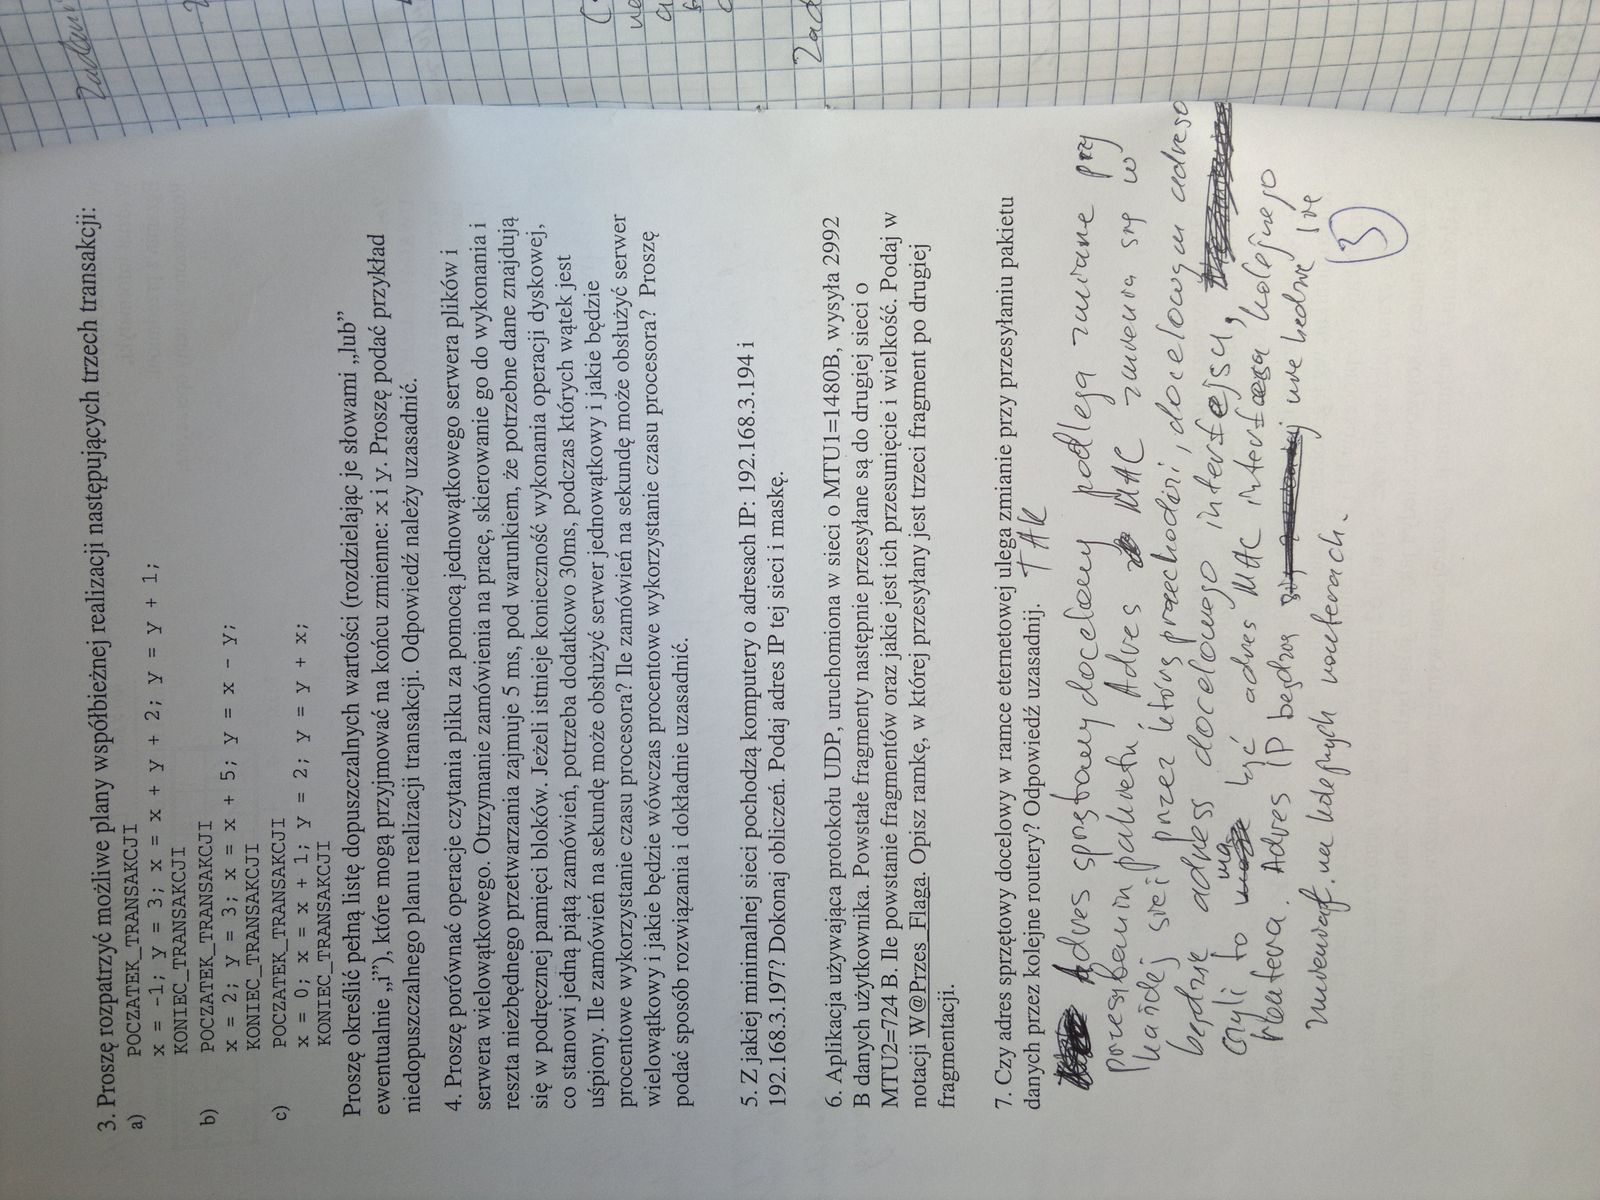 3. Proszę rozpatrzyć możliwe plany współbieżnej realizacji następujących trzech transakcji:
a) POCZATEK_TRANSAKCJI
x = -1; y = 3; x = x + y + 2; y = y + 1;
KONIEC_TRANSAKCJI
b) POCZATEK_TRANSAKCJI
x = 2; y = 3; x = x + 5; y = x - y;
KONIEC_TRANSAKCJI
c) POCZATEK_TRANSAKCJI
x = 0; x = x + 1; y = 2; y = y + x;
KONIEC_TRANSAKCJI
Proszę określić pełną listę dopuszczalnych wartości (rozdzielając je słowami „lub”
ewentualnie „i”), które mogą przyjmować na końcu zmienne: x i y. Proszę podać przykład
niedopuszczalnego planu realizacji transakcji. Odpowiedź należy uzasadnić.
4. Proszę porównać operacje czytania pliku za pomocą jednowątkowego serwera plików i
serwera wielowątkowego. Otrzymanie zamówienia na pracę, skierowanie go do wykonania i
reszta niezbędnego przetwarzania zajmuje 5 ms, pod warunkiem, że potrzebne dane znajdują
się w podręcznej pamięci bloków. Jeżeli istnieje konieczność wykonania operacji dyskowej,
co stanowi jedną piątą zamówień, potrzeba dodatkowo 30ms, podczas których wątek jest
uśpiony. Ile zamówień na sekundę może obsłużyć serwer jednowątkowy i jakie będzie
procentowe wykorzystanie czasu procesora? Ile zamówień na sekundę może obsłużyć serwer
wielowątkowy i jakie będzie wówczas procentowe wykorzystanie czasu procesora? Proszę
podać sposób rozwiązania i dokładnie uzasadnić.
5. Z jakiej minimalnej sieci pochodzą komputery o adresach IP: 192.168.3.194 i
192.168.3.197? Dokonaj obliczeń. Podaj adres IP tej sieci i maskę.
6. Aplikacja używająca protokołu UDP, uruchomiona w sieci o MTU1=1480B, wysyła 2992
B danych użytkownika. Powstałe fragmenty następnie przesyłane są do drugiej sieci o
MTU2=724 B. Ile powstanie fragmentów oraz jakie jest ich przesunięcie i wielkość. Podaj w
notacji W@Przes_Flaga. Opisz ramkę, w której przesyłany jest trzeci fragment po drugiej
fragmentacji.
7. Czy adres sprzętowy docelowy w ramce eternetowej ulega zmianie przy przesyłaniu pakietu
danych przez kolejne routery? Odpowiedź uzasadnij. TAK
Adres sprzętowy docelowy podlega zmianie przy
przesyłaniu pakietu. Adres MAC zmienia się w
każdej sieci przez którą przechodzi, docelowym adresem
będzie adres docelowego interfejsu,
czyli to ma być adres MAC interfejsu kolejnego
routera. Adres IP będą nie będzie się
zmieniał na kolejnych routerach.
3
Zadani
Zad